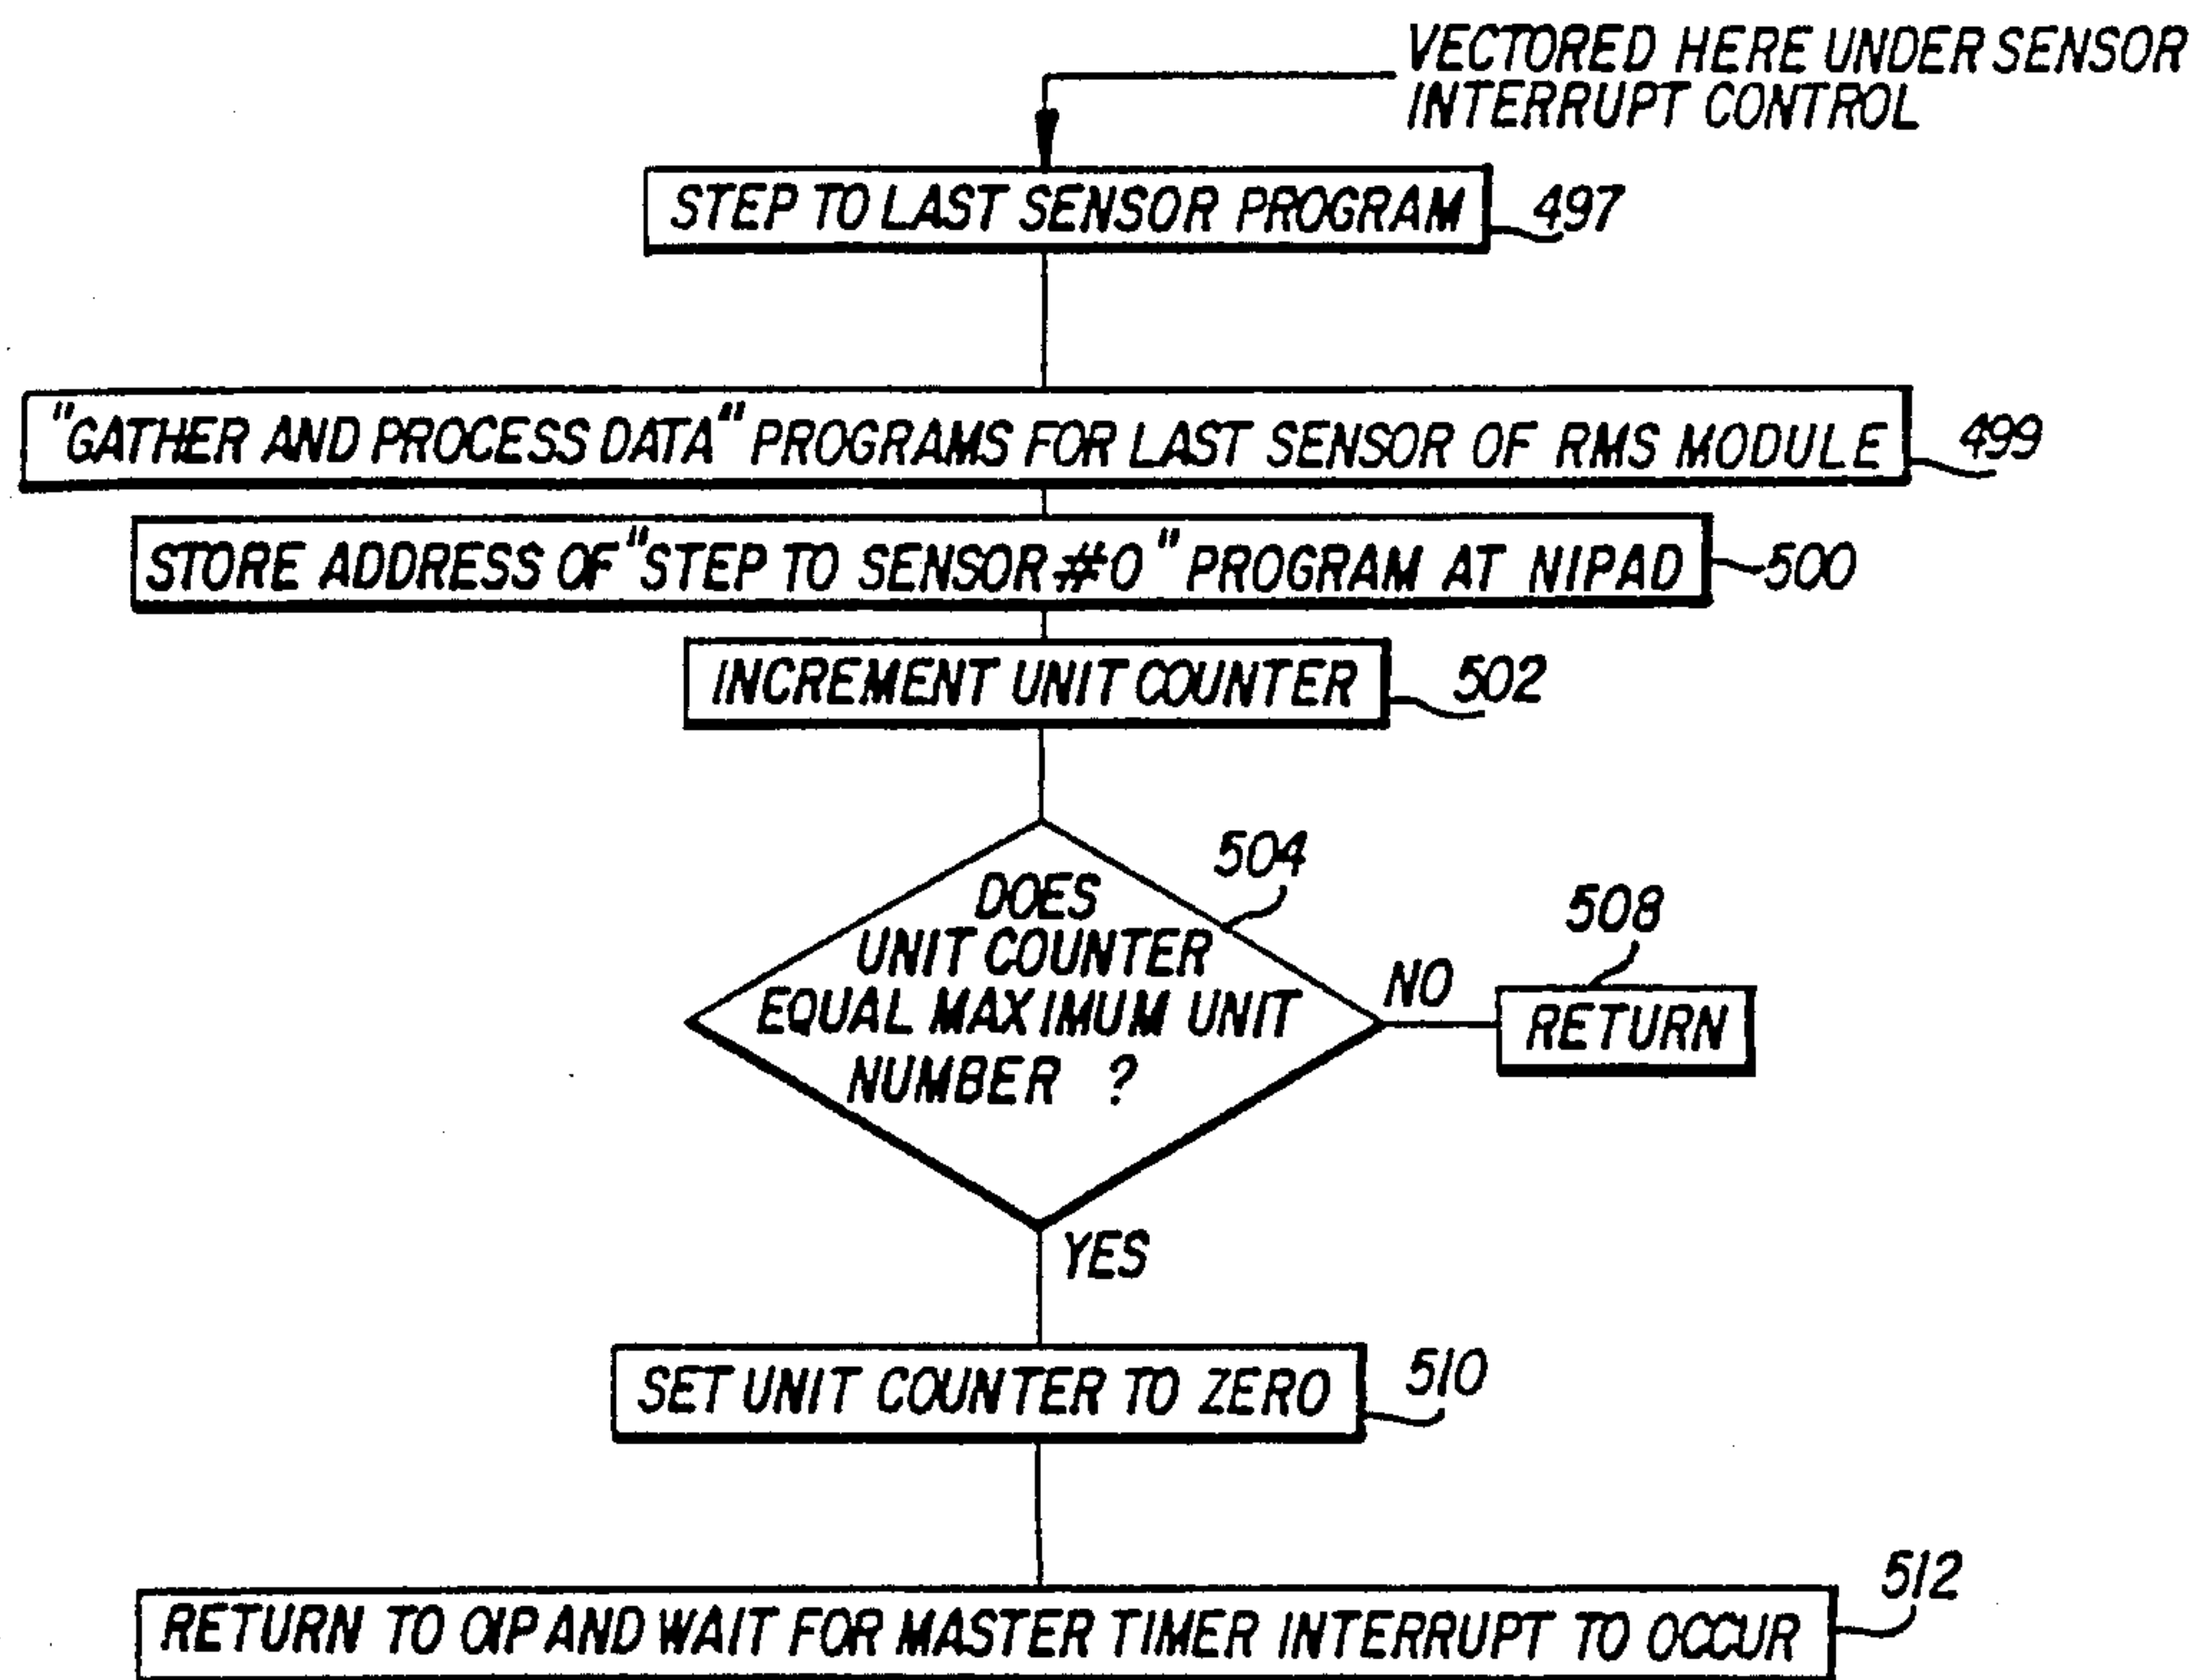 VECTORED HERE UNDER SENSOR
INTERRUPT CONTROL
STEP TO LAST SENSOR PROGRAM
497
"GATHER AND PROCESS DATA" PROGRAMS FOR LAST SENSOR OF RMS MODULE
499
STORE ADDRESS OF "STEP TO SENSOR #0" PROGRAM AT NIPAD
500
INCREMENT UNIT COUNTER
502
504
DOES
UNIT COUNTER
EQUAL MAXIMUM UNIT
NUMBER ?
NO
508
RETURN
YES
SET UNIT COUNTER TO ZERO
510
RETURN TO OIP AND WAIT FOR MASTER TIMER INTERRUPT TO OCCUR
512